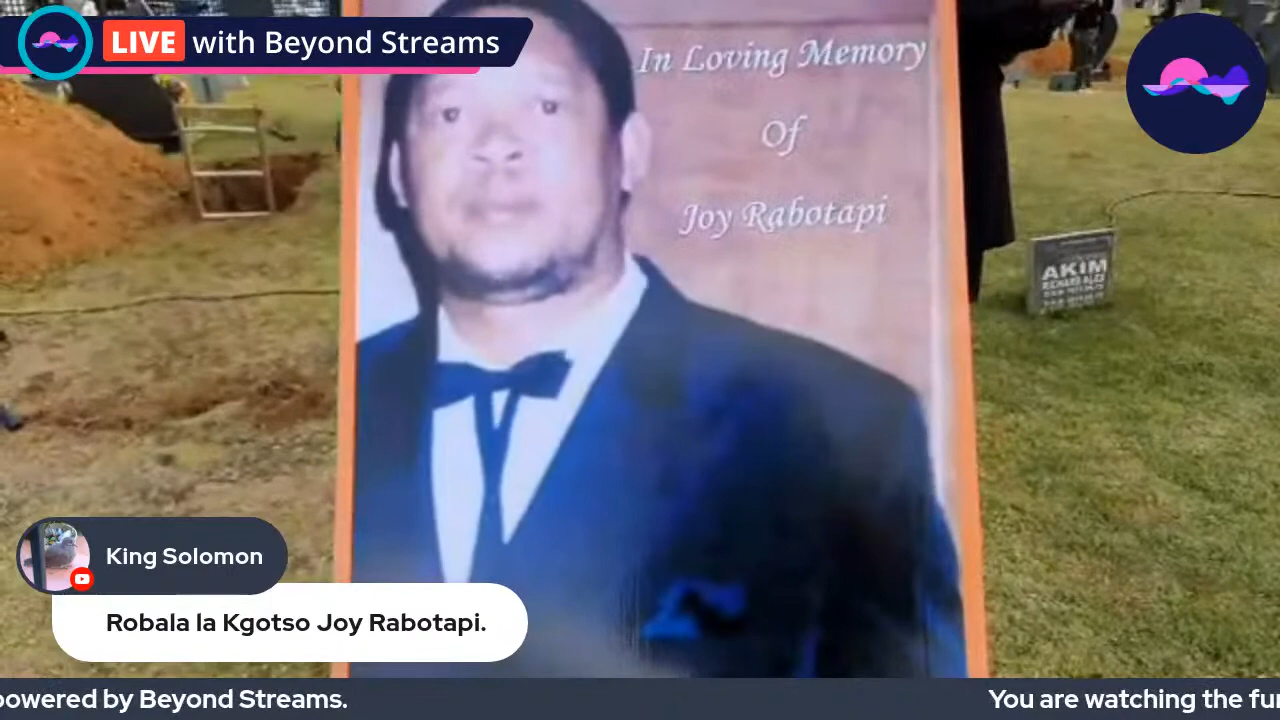 LIVE with Beyond Streams
In Loving Memory
Of
Joy Rabotapi
AKIM
King Solomon
Robala la Kgotso Joy Rabotapi.
powered by Beyond Streams.
You are watching the fu